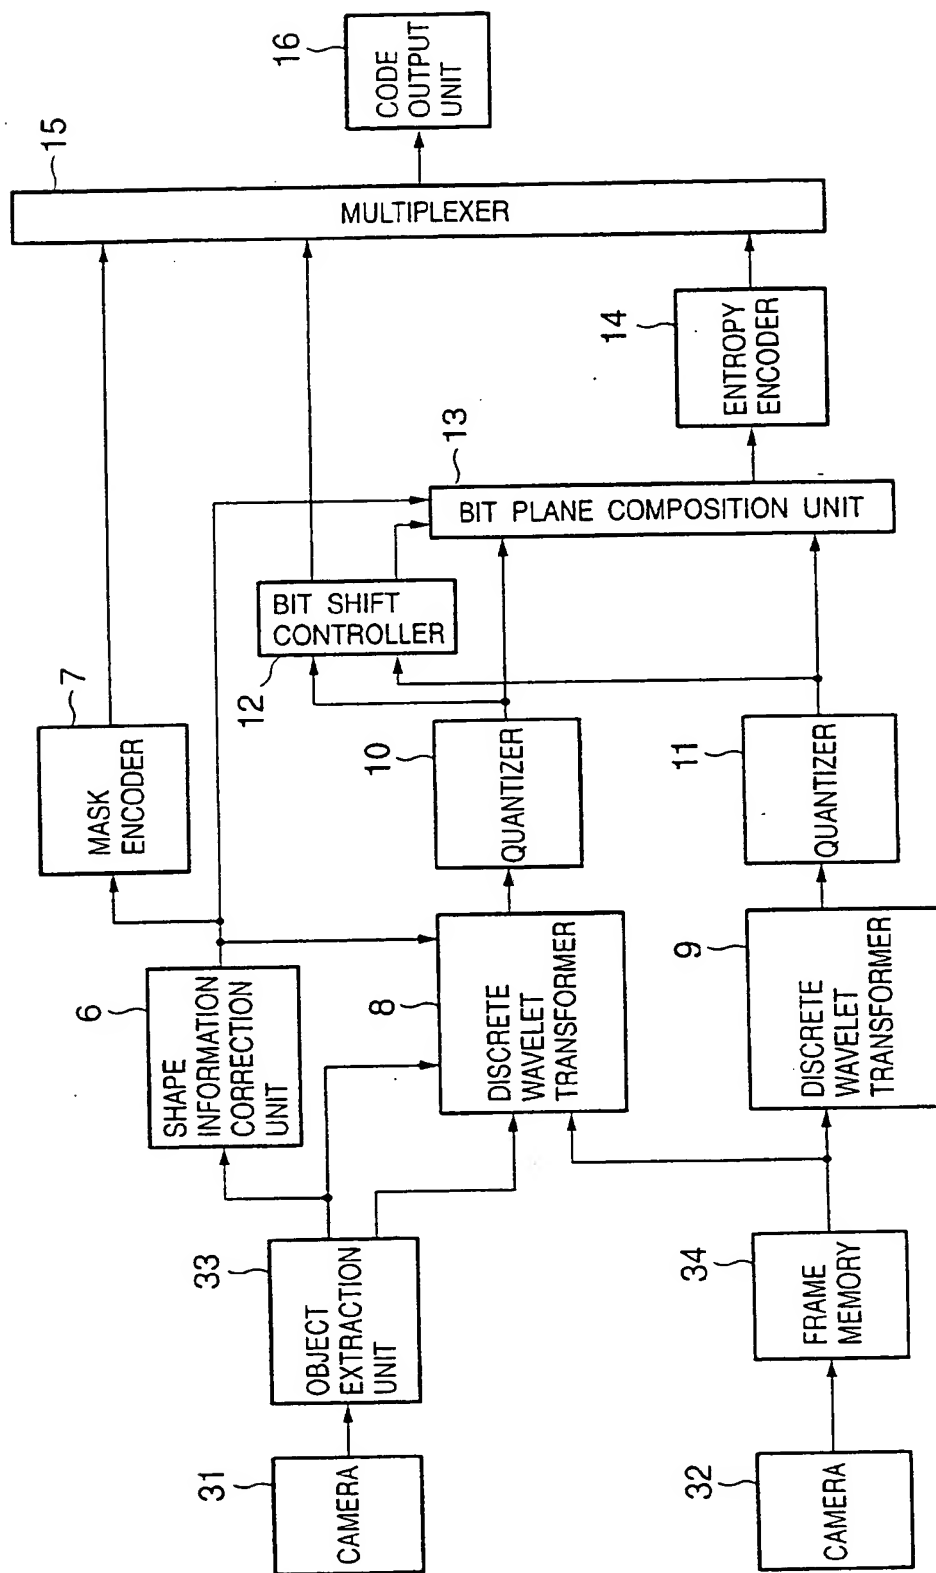 31
CAMERA
33
OBJECT
EXTRACTION
UNIT
6
SHAPE
INFORMATION
CORRECTION
UNIT
7
MASK
ENCODER
8
DISCRETE
WAVELET
TRANSFORMER
10
QUANTIZER
12
BIT SHIFT
CONTROLLER
13
BIT PLANE COMPOSITION UNIT
14
ENTROPY
ENCODER
15
MULTIPLEXER
16
CODE
OUTPUT
UNIT
32
CAMERA
34
FRAME
MEMORY
9
DISCRETE
WAVELET
TRANSFORMER
11
QUANTIZER